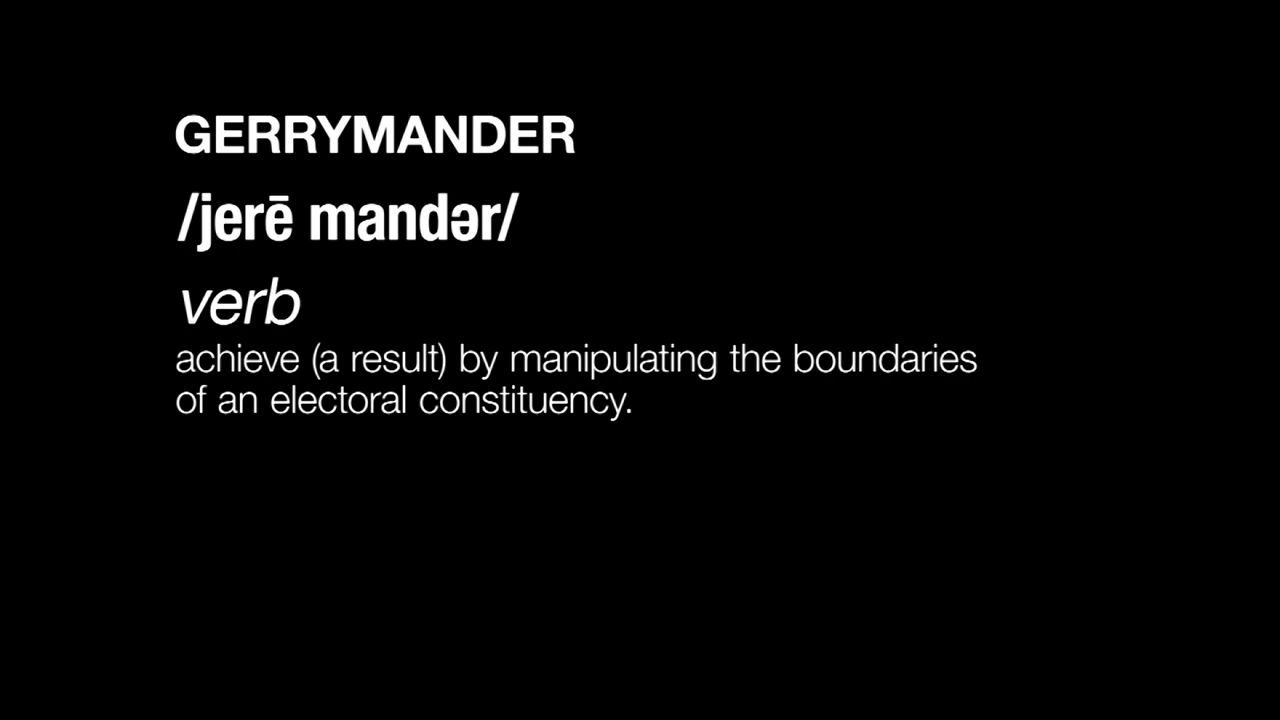 GERRYMANDER
/jerē mandər/
verb
achieve (a result) by manipulating the boundaries
of an electoral constituency.